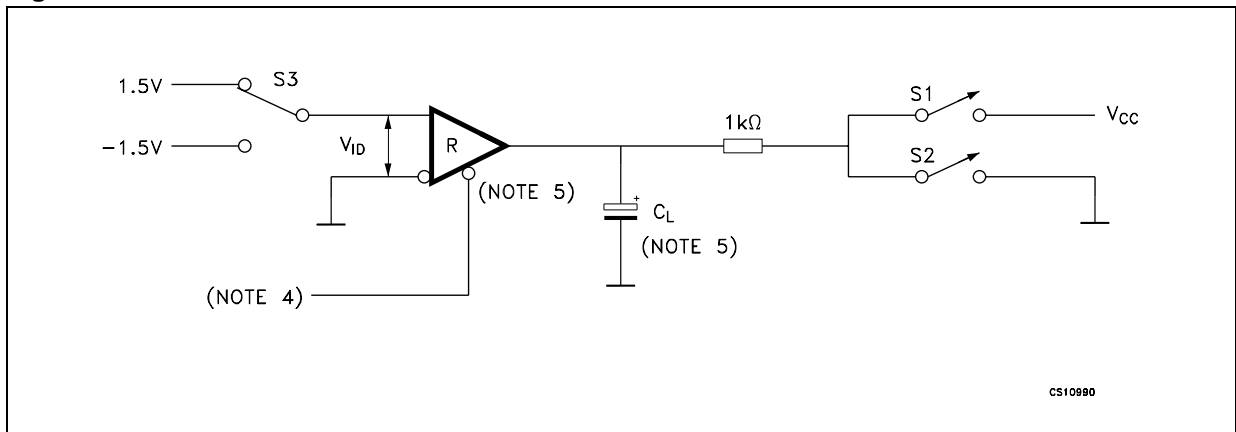 1.5V
S3
-1.5V
VID
R
(NOTE 5)
(NOTE 4)
+
CL
(NOTE 5)
1kΩ
S1
VCC
S2
CS10990